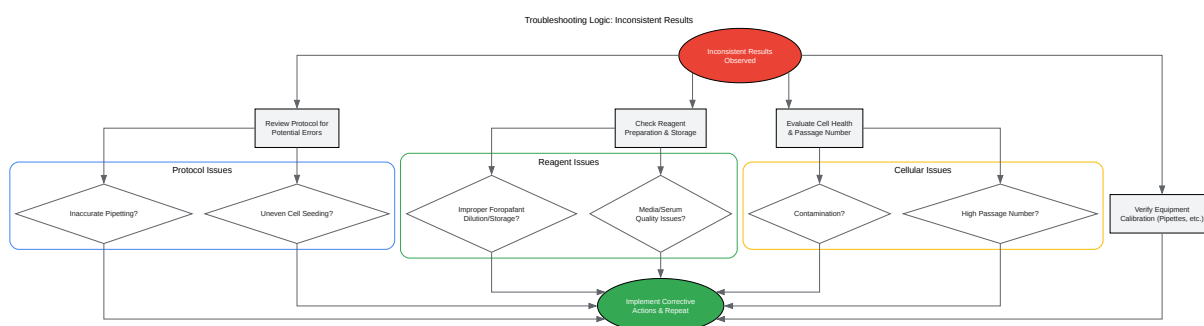 Troubleshooting Logic: Inconsistent Results
Inconsistent Results
Observed
Review Protocol for
Potential Errors
Check Reagent
Preparation & Storage
Evaluate Cell Health
& Passage Number
Protocol Issues
Reagent Issues
Cellular Issues
Inaccurate Pipetting?
Uneven Cell Seeding?
Improper Foropafant
Dilution/Storage?
Media/Serum
Quality Issues?
Contamination?
High Passage Number?
Verify Equipment
Calibration (Pipettes, etc.)
Implement Corrective
Actions & Repeat